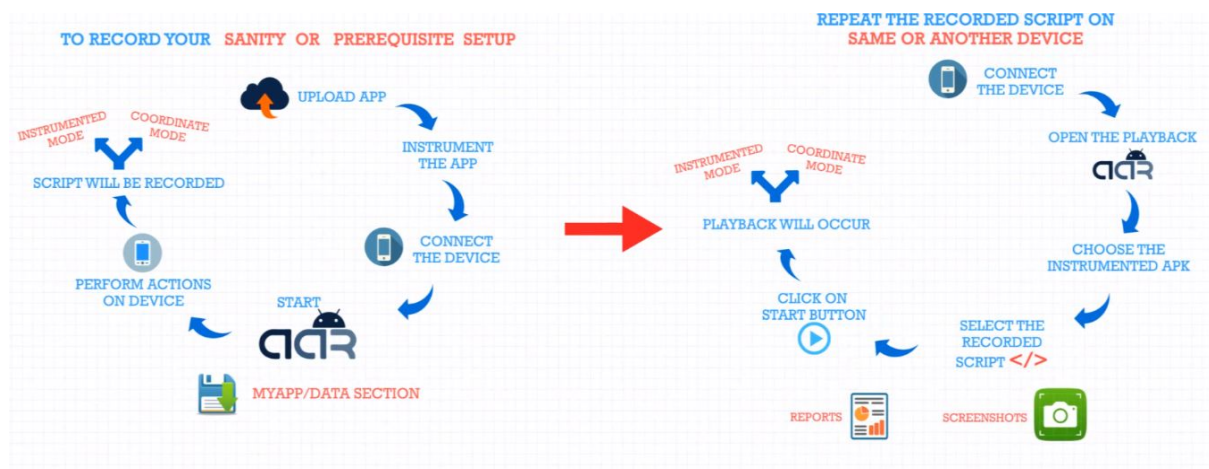 TO RECORD YOUR SANITY OR PREREQUISITE SETUP
UPLOAD APP
INSTRUMENT
THE APP
CONNECT
THE DEVICE
START
aar
MYAPP/DATA SECTION
PERFORM ACTIONS
ON DEVICE
SCRIPT WILL BE RECORDED
INSTRUMENTED
MODE
COORDINATE
MODE
REPEAT THE RECORDED SCRIPT ON
SAME OR ANOTHER DEVICE
CONNECT
THE DEVICE
OPEN THE PLAYBACK
aar
CHOOSE THE
INSTRUMENTED APK
SELECT THE
RECORDED
SCRIPT </>
CLICK ON
START BUTTON
PLAYBACK WILL OCCUR
INSTRUMENTED
MODE
COORDINATE
MODE
REPORTS
SCREENSHOTS